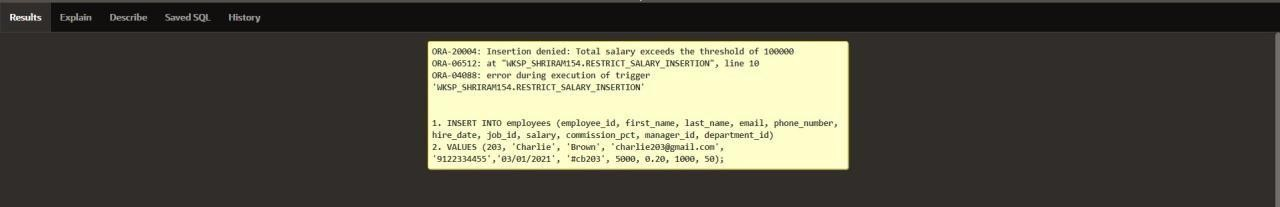 Results Explain Describe Saved SQL History
ORA-20004: Insertion denied: Total salary exceeds the threshold of 100000
ORA-06512: at "WKSP_SHRIRAM154.RESTRICT_SALARY_INSERTION", line 10
ORA-04088: error during execution of trigger
'WKSP_SHRIRAM154.RESTRICT_SALARY_INSERTION'
1. INSERT INTO employees (employee_id, first_name, last_name, email, phone_number,
hire_date, job_id, salary, commission_pct, manager_id, department_id)
2. VALUES (203, 'Charlie', 'Brown', 'charlie203@gmail.com',
'9122334455','03/01/2021', '#cb203', 5000, 0.20, 1000, 50);